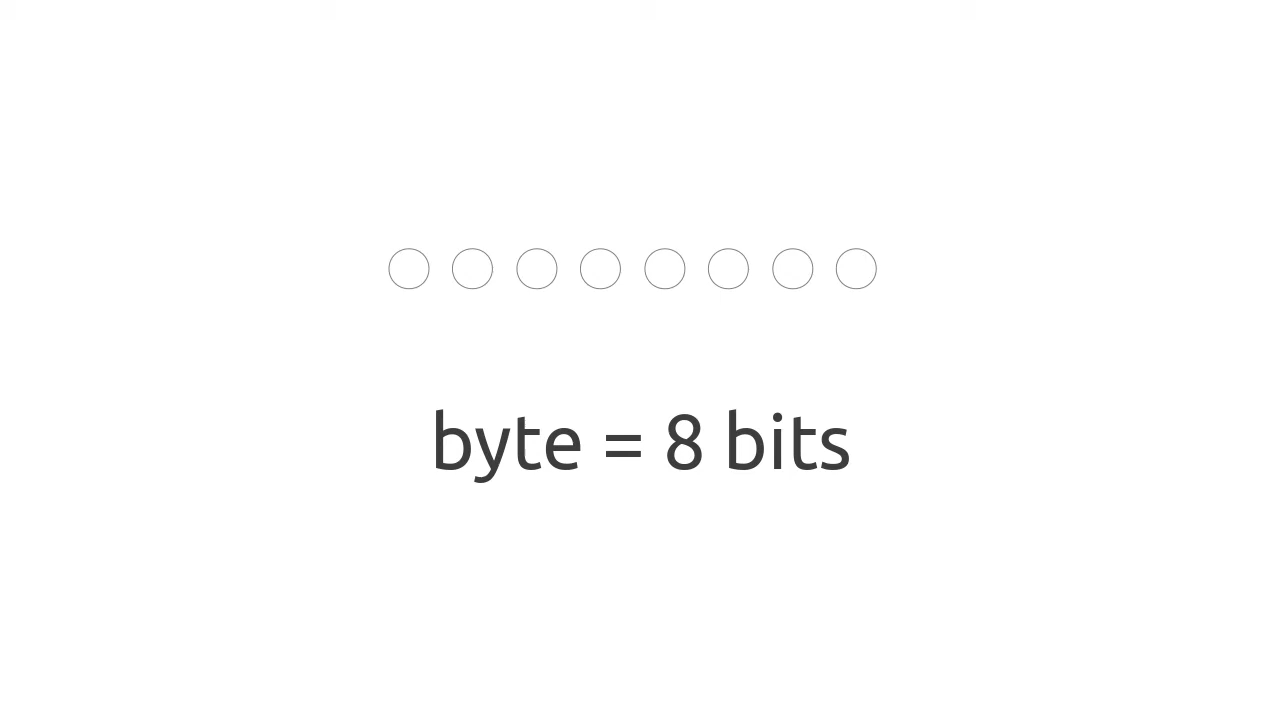 byte = 8 bits